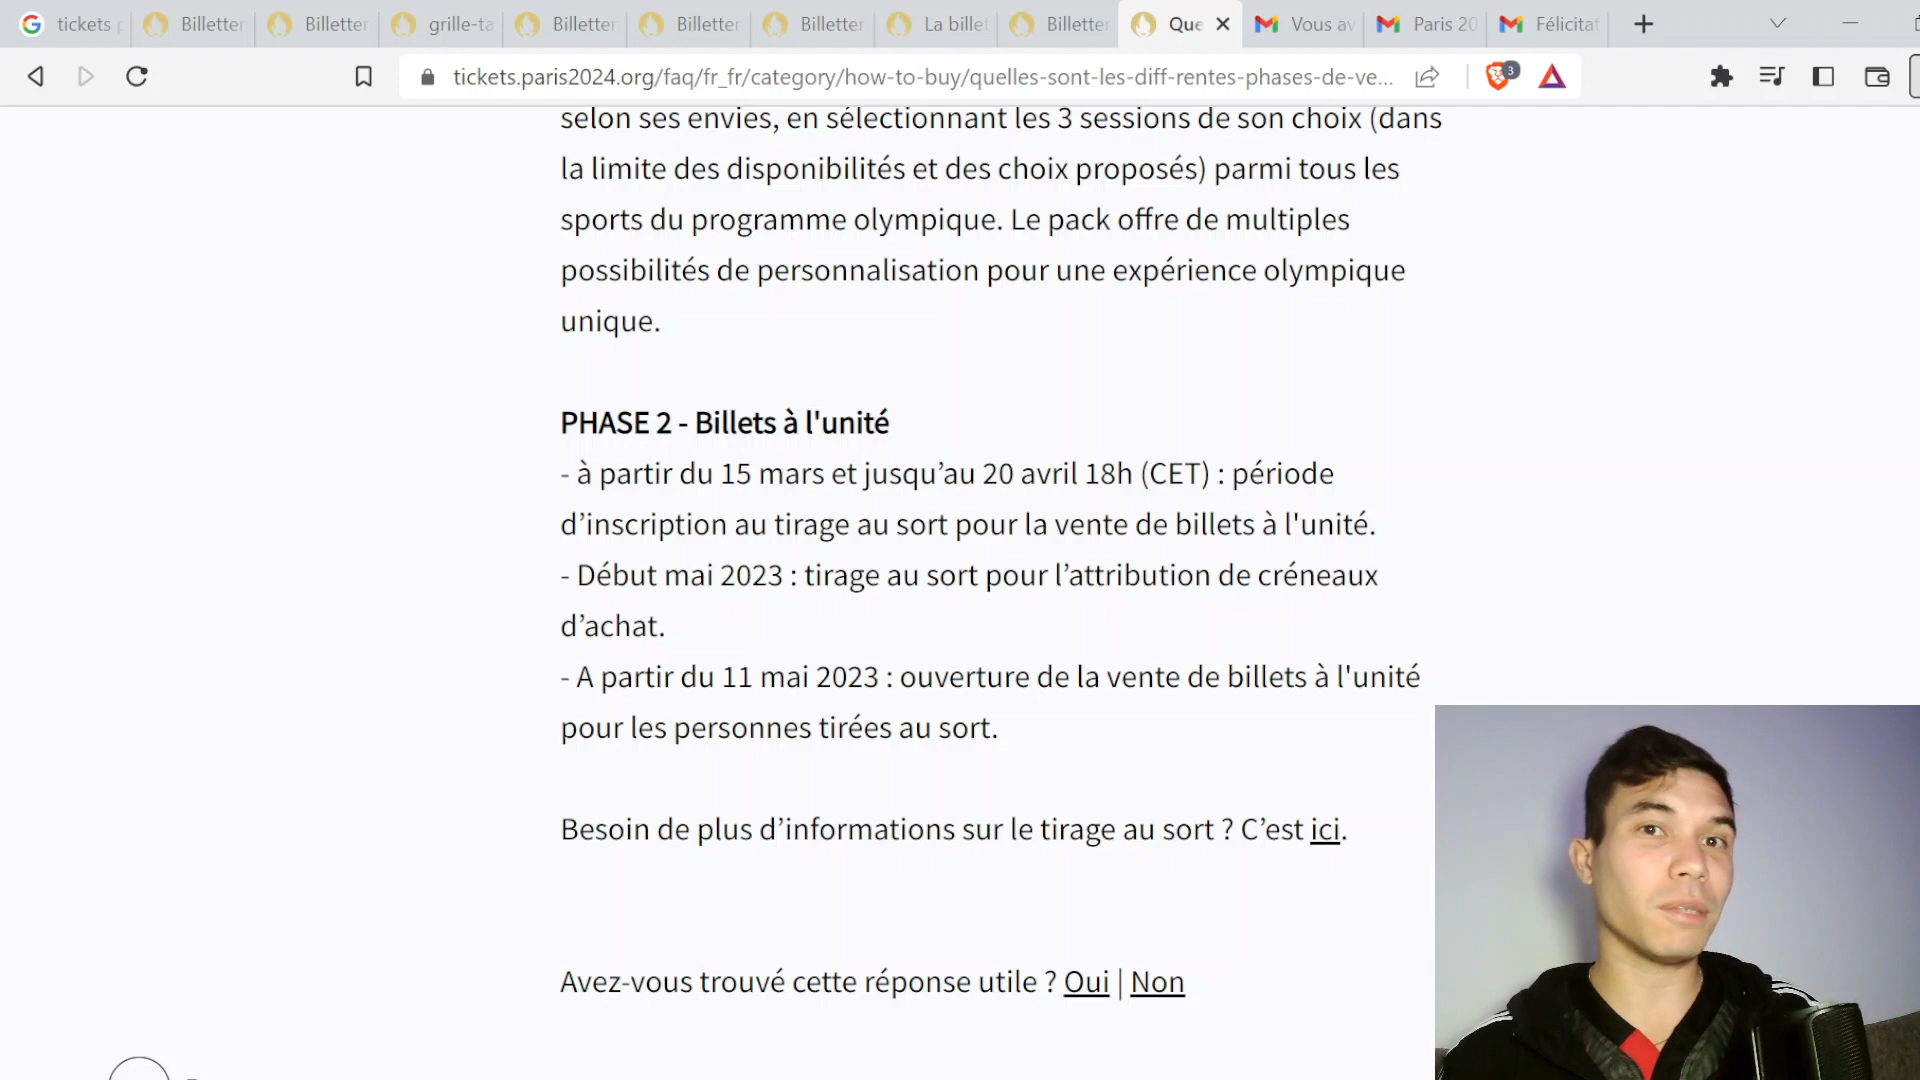 tickets p
Billetter
Billetter
grille-ta
Billetter
Billetter
Billetter
La billet
Billetter
Que
Vous av
Paris 20
Félicitat
tickets.paris2024.org/faq/fr_fr/category/how-to-buy/quelles-sont-les-diff-rentes-phases-de-ve...
3
selon ses envies, en sélectionnant les 3 sessions de son choix (dans
la limite des disponibilités et des choix proposés) parmi tous les
sports du programme olympique. Le pack offre de multiples
possibilités de personnalisation pour une expérience olympique
unique.
PHASE 2 - Billets à l'unité
- à partir du 15 mars et jusqu’au 20 avril 18h (CET) : période
d’inscription au tirage au sort pour la vente de billets à l'unité.
- Début mai 2023 : tirage au sort pour l’attribution de créneaux
d’achat.
- A partir du 11 mai 2023 : ouverture de la vente de billets à l'unité
pour les personnes tirées au sort.
Besoin de plus d’informations sur le tirage au sort ? C’est ici.
Avez-vous trouvé cette réponse utile ? Oui | Non